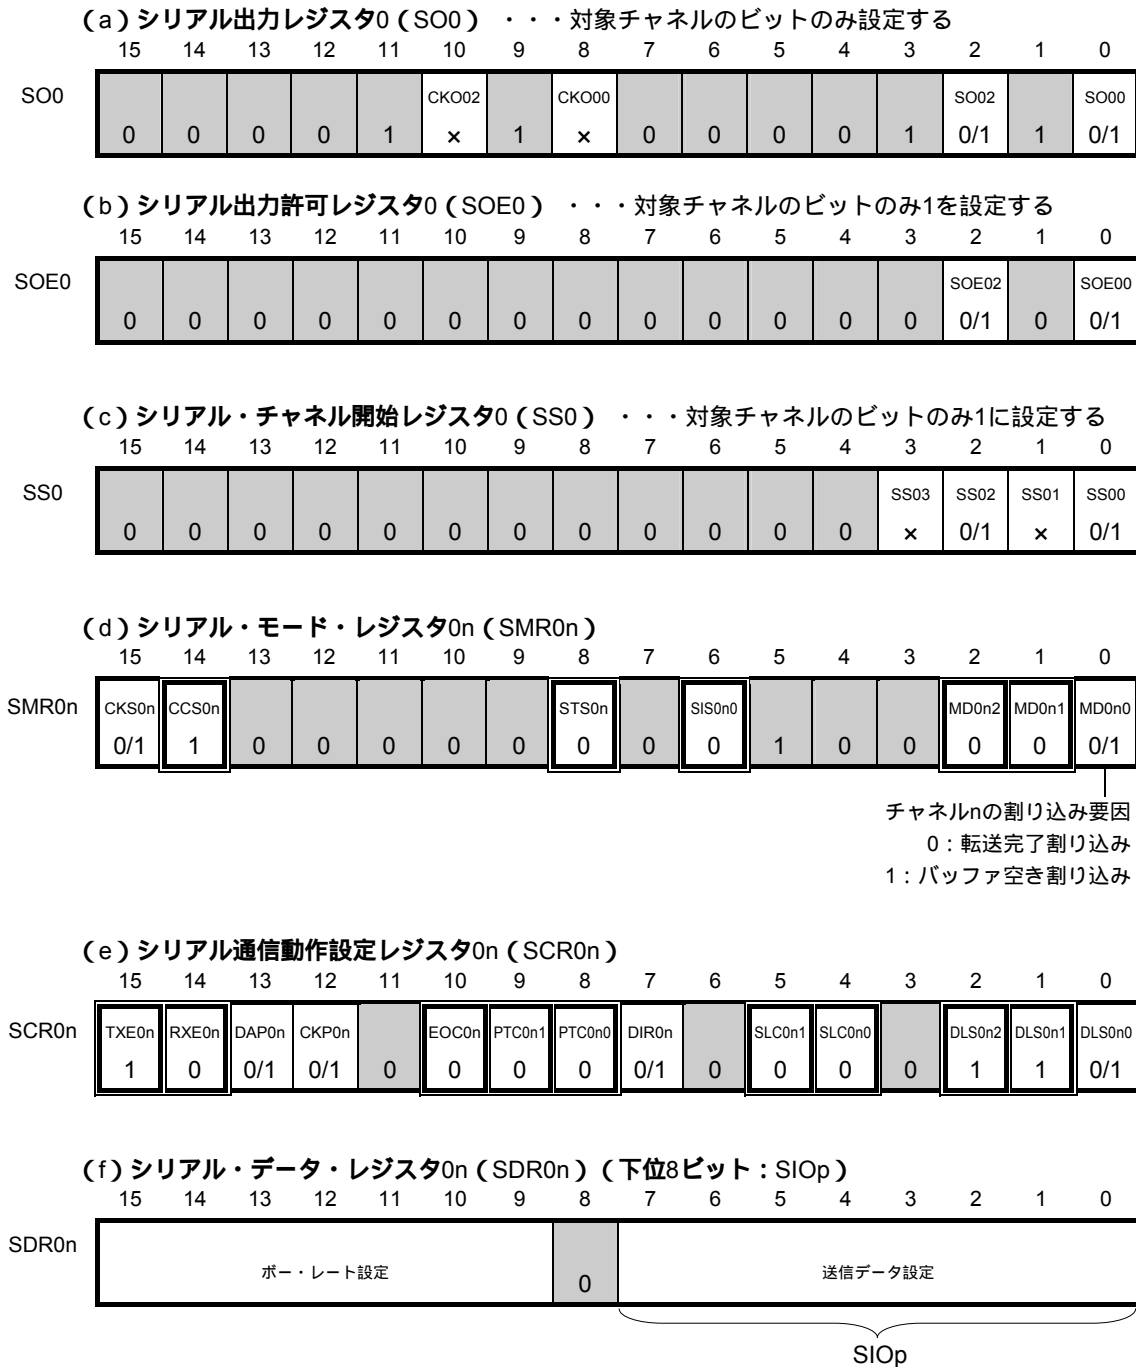 （a）シリアル出力レジスタ0（SO0） ・・・対象チャネルのビットのみ設定する
15 14 13 12 11 10 9 8 7 6 5 4 3 2 1 0
SO0 CKO02 CKO00 SO02 SO00
0 0 0 0 1 × 1 × 0 0 0 0 1 0/1 1 0/1
（b）シリアル出力許可レジスタ0（SOE0） ・・・対象チャネルのビットのみ1を設定する
15 14 13 12 11 10 9 8 7 6 5 4 3 2 1 0
SOE0 SOE02 SOE00
0 0 0 0 0 0 0 0 0 0 0 0 0 0/1 0 0/1
（c）シリアル・チャネル開始レジスタ0（SS0） ・・・対象チャネルのビットのみ1に設定する
15 14 13 12 11 10 9 8 7 6 5 4 3 2 1 0
SS0 SS03 SS02 SS01 SS00
0 0 0 0 0 0 0 0 0 0 0 0 × 0/1 × 0/1
（d）シリアル・モード・レジスタ0n（SMR0n）
15 14 13 12 11 10 9 8 7 6 5 4 3 2 1 0
SMR0n CKS0n CCS0n STS0n SIS0n0 MD0n2 MD0n1 MD0n0
0/1 1 0 0 0 0 0 0 0 0 1 0 0 0 0 0/1
チャネルnの割り込み要因
0：転送完了割り込み
1：バッファ空き割り込み
（e）シリアル通信動作設定レジスタ0n（SCR0n）
15 14 13 12 11 10 9 8 7 6 5 4 3 2 1 0
SCR0n TXE0n RXE0n DAP0n CKP0n EOC0n PTC0n1 PTC0n0 DIR0n SLC0n1 SLC0n0 DLS0n2 DLS0n1 DLS0n0
1 0 0/1 0/1 0 0 0 0 0/1 0 0 0 0 1 1 0/1
（f）シリアル・データ・レジスタ0n（SDR0n）（下位8ビット：SIOp）
15 14 13 12 11 10 9 8 7 6 5 4 3 2 1 0
SDR0n ボー・レート設定 0 送信データ設定
SIOp